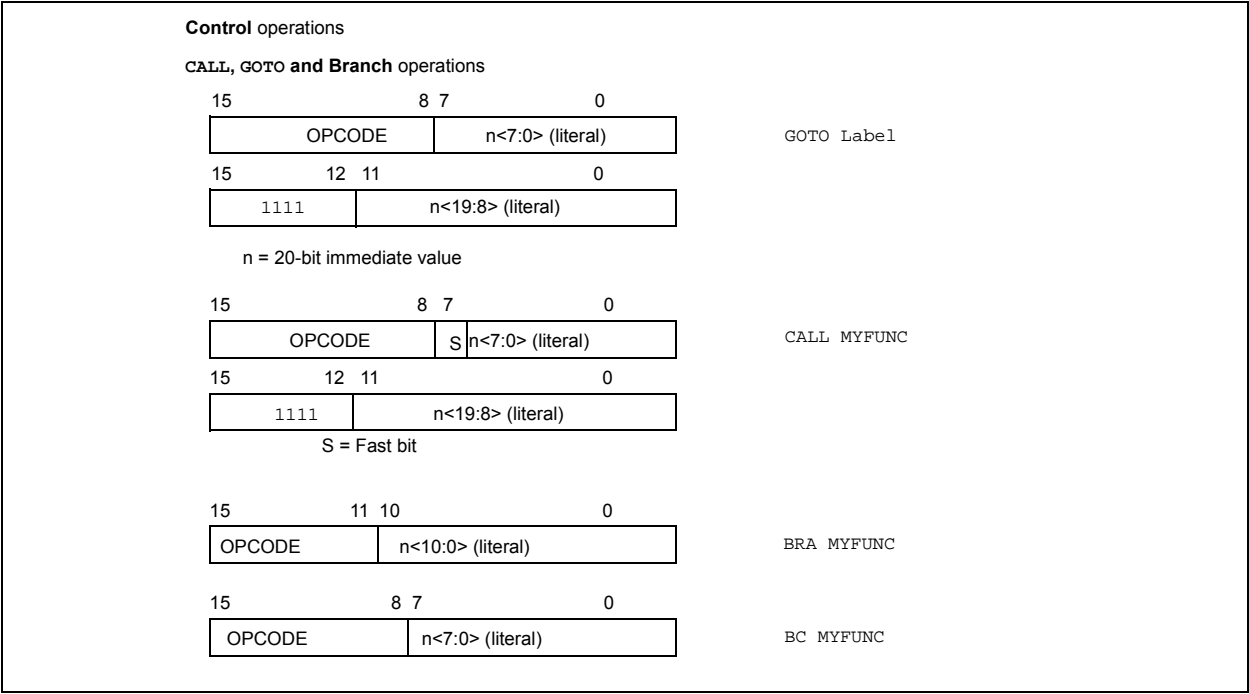 Control operations
CALL, GOTO and Branch operations
15 8 7 0
OPCODE n<7:0> (literal) GOTO Label
15 12 11 0
1111 n<19:8> (literal)
n = 20-bit immediate value
15 8 7 0
OPCODE S n<7:0> (literal) CALL MYFUNC
15 12 11 0
1111 n<19:8> (literal)
S = Fast bit
15 11 10 0
OPCODE n<10:0> (literal) BRA MYFUNC
15 8 7 0
OPCODE n<7:0> (literal) BC MYFUNC